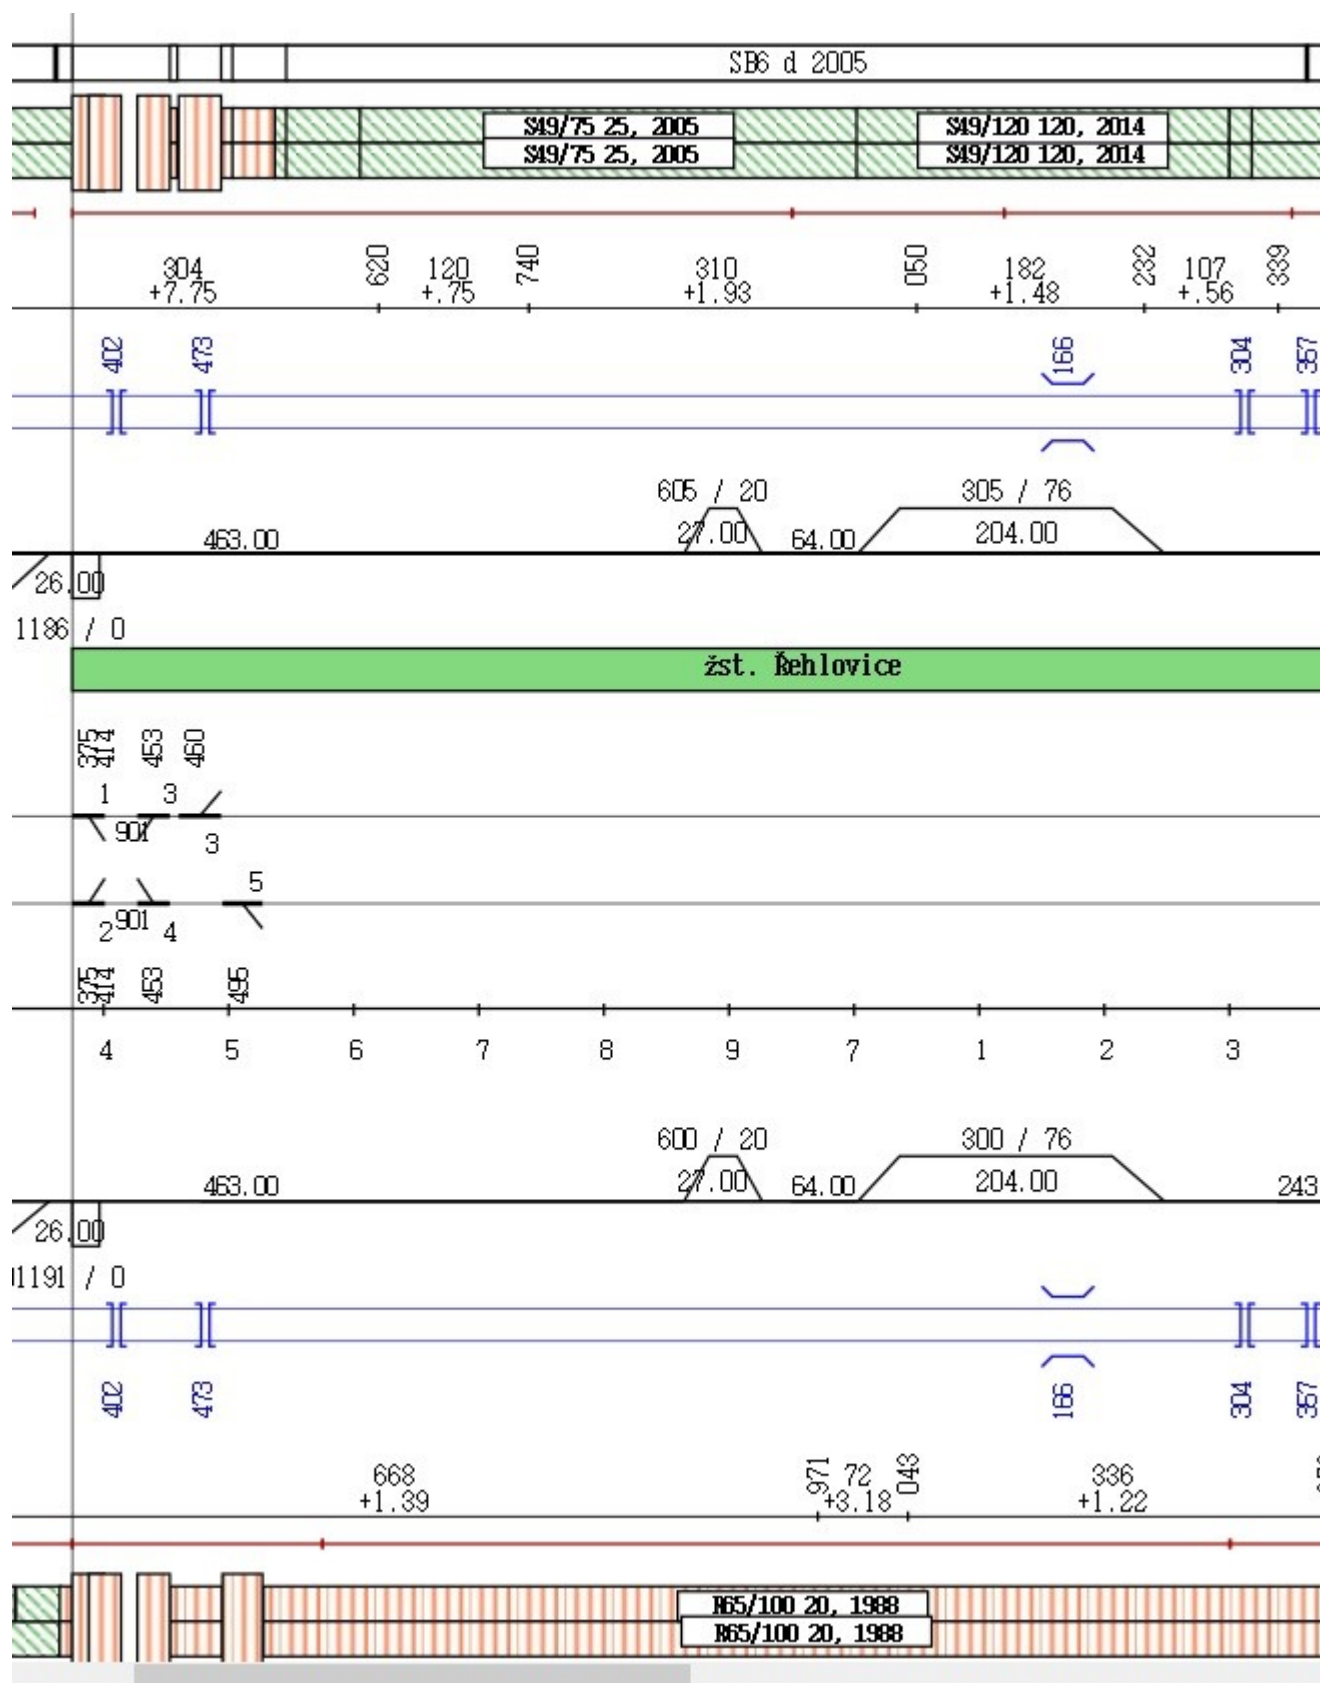 SB6 d 2005
S49/75 25, 2005
S49/120 120, 2014
S49/75 25, 2005
S49/120 120, 2014
304 620 120 740 310 050 182 232 107 339
+7.75 +.75 +1.93 +1.48 +.56
402 473 166 304 357
605 / 20 305 / 76
463.00 27.00 64.00 204.00
26.00
1186 / 0
žst. Řehlovice
375 414 453 460
1 3
901 3
5
2 901 4
375 414 453 495
4 5 6 7 8 9 7 1 2 3
600 / 20 300 / 76
463.00 27.00 64.00 204.00 243
26.00
1191 / 0
402 473 166 304 357
668 971 72 043 336
+1.39 +3.18 +1.22
R65/100 20, 1988
R65/100 20, 1988